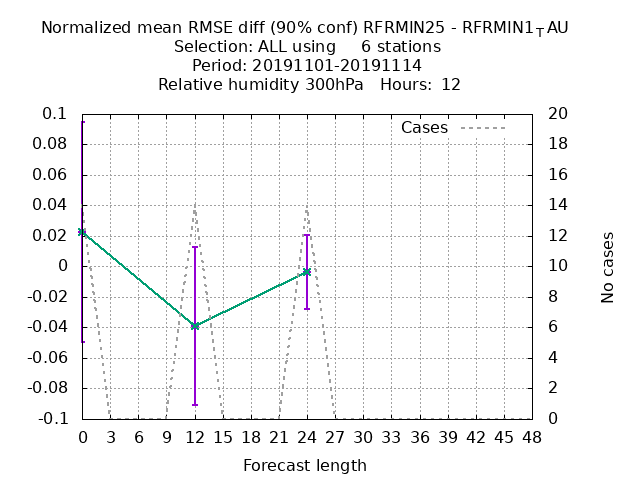 Normalized mean RMSE diff (90% conf) RFRMIN25 - RFRMIN1TAU
Selection: ALL using 6 stations
Period: 20191101-20191114
Relative humidity 300hPa Hours: 12
Cases
0.1
0.08
0.06
0.04
0.02
0
-0.02
-0.04
-0.06
-0.08
-0.1
20
18
16
14
12
10
8
6
4
2
0
No cases
0 3 6 9 12 15 18 21 24 27 30 33 36 39 42 45 48
Forecast length